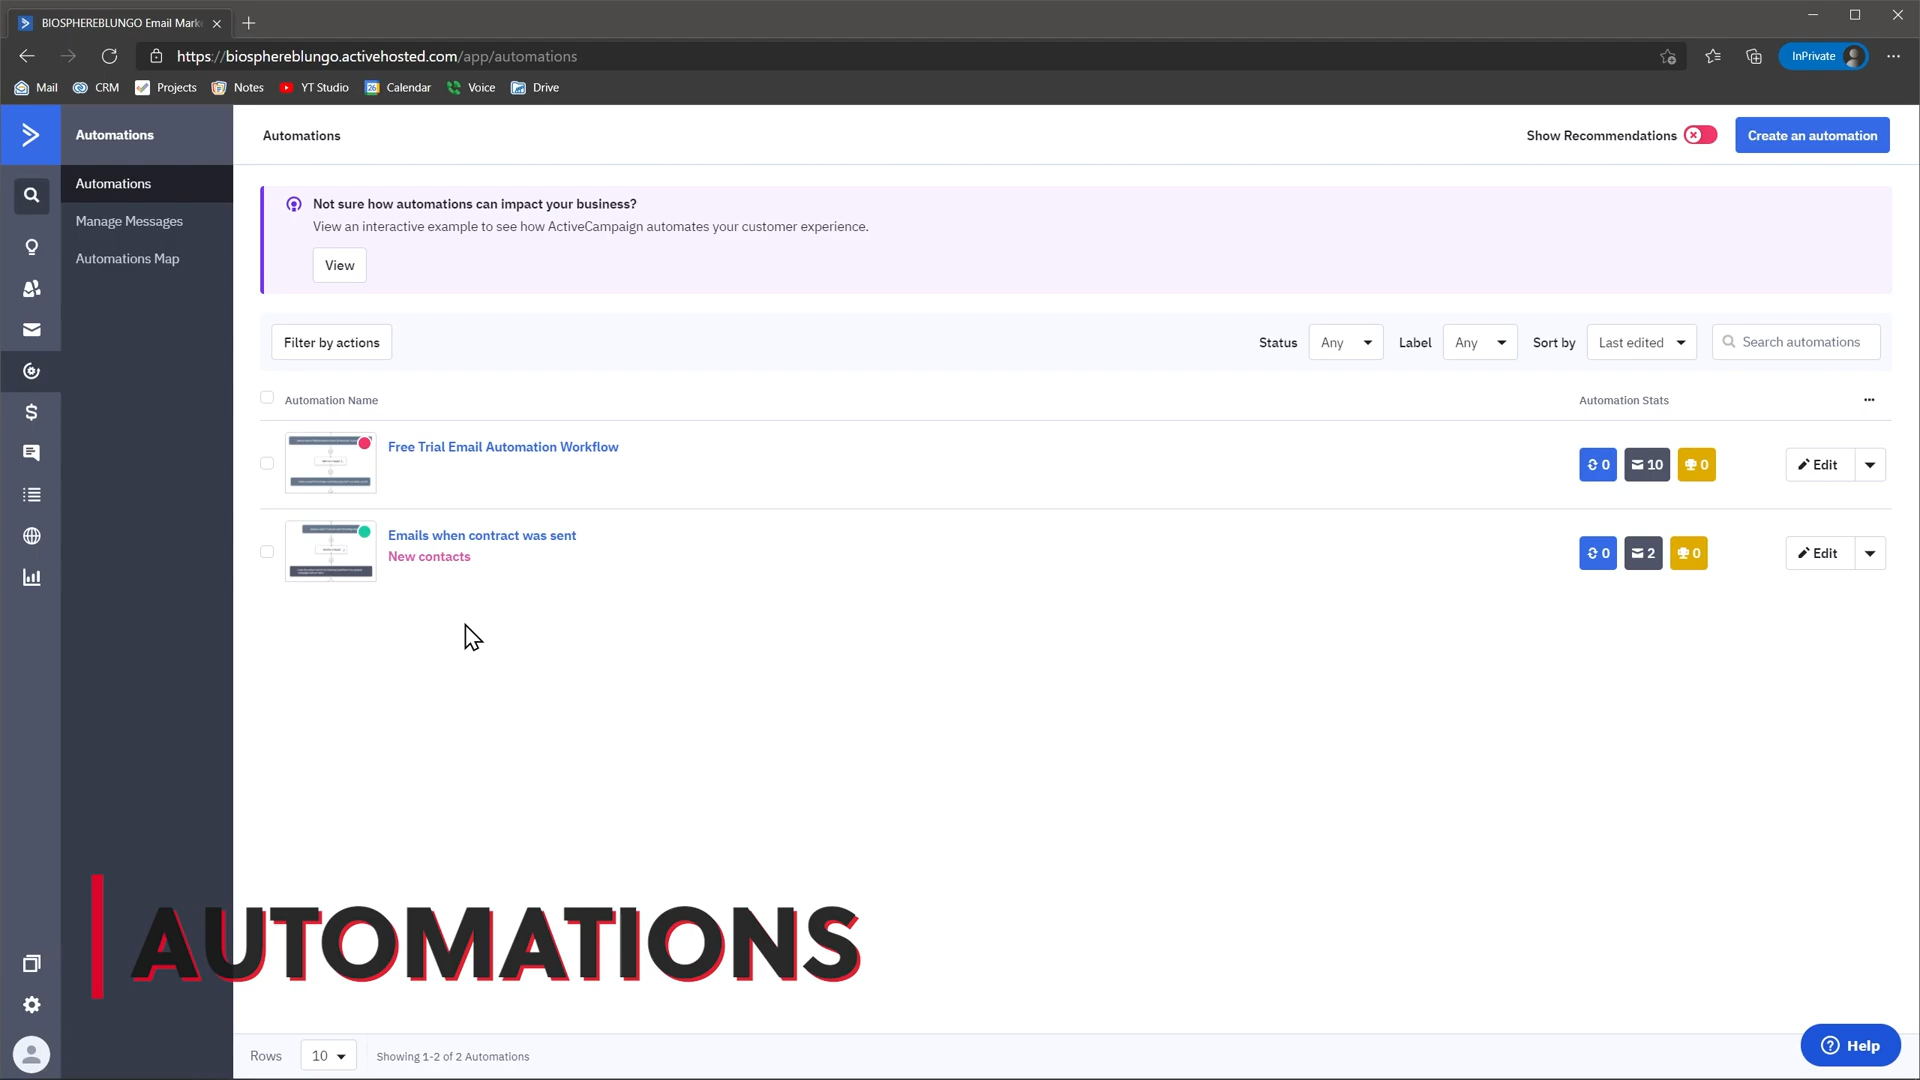 BIOSPHEREBLUNGO Email Mark
https://biosphereblungo.activehosted.com/app/automations
InPrivate
Mail CRM Projects Notes YT Studio 26 Calendar Voice Drive
Automations
Automations
Manage Messages
Automations Map
Automations
Show Recommendations
Create an automation
Not sure how automations can impact your business?
View an interactive example to see how ActiveCampaign automates your customer experience.
View
Filter by actions
Status Any Label Any Sort by Last edited Search automations
Automation Name
Automation Stats
Free Trial Email Automation Workflow
0 10 0 Edit
Emails when contract was sent
New contacts
0 2 0 Edit
AUTOMATIONS
Rows 10 Showing 1-2 of 2 Automations
Help